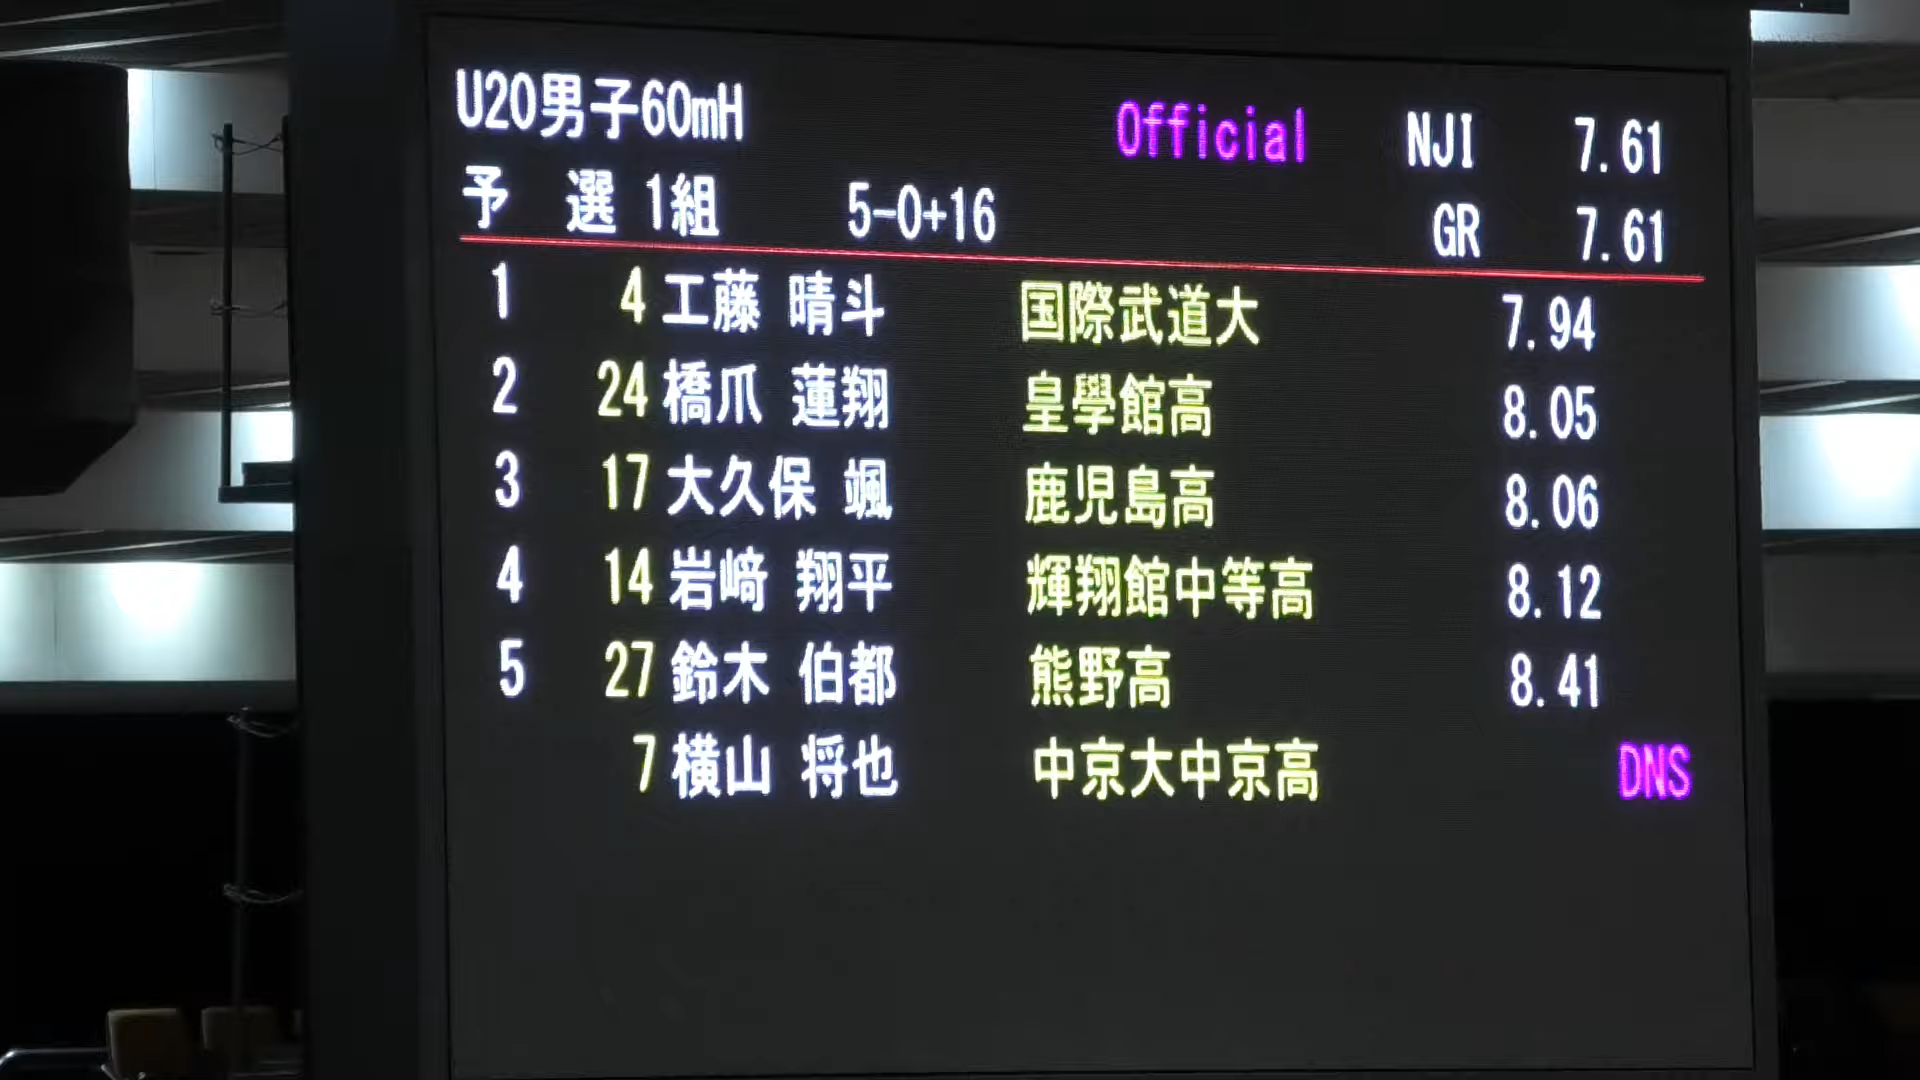 U20男子60mH Official NJI 7.61
予 選 1組 5-0+16 GR 7.61
1 4 工藤 晴斗 国際武道大 7.94
2 24 橋爪 蓮翔 皇學館高 8.05
3 17 大久保 颯 鹿児島高 8.06
4 14 岩﨑 翔平 輝翔館中等高 8.12
5 27 鈴木 伯都 熊野高 8.41
7 横山 将也 中京大中京高 DNS